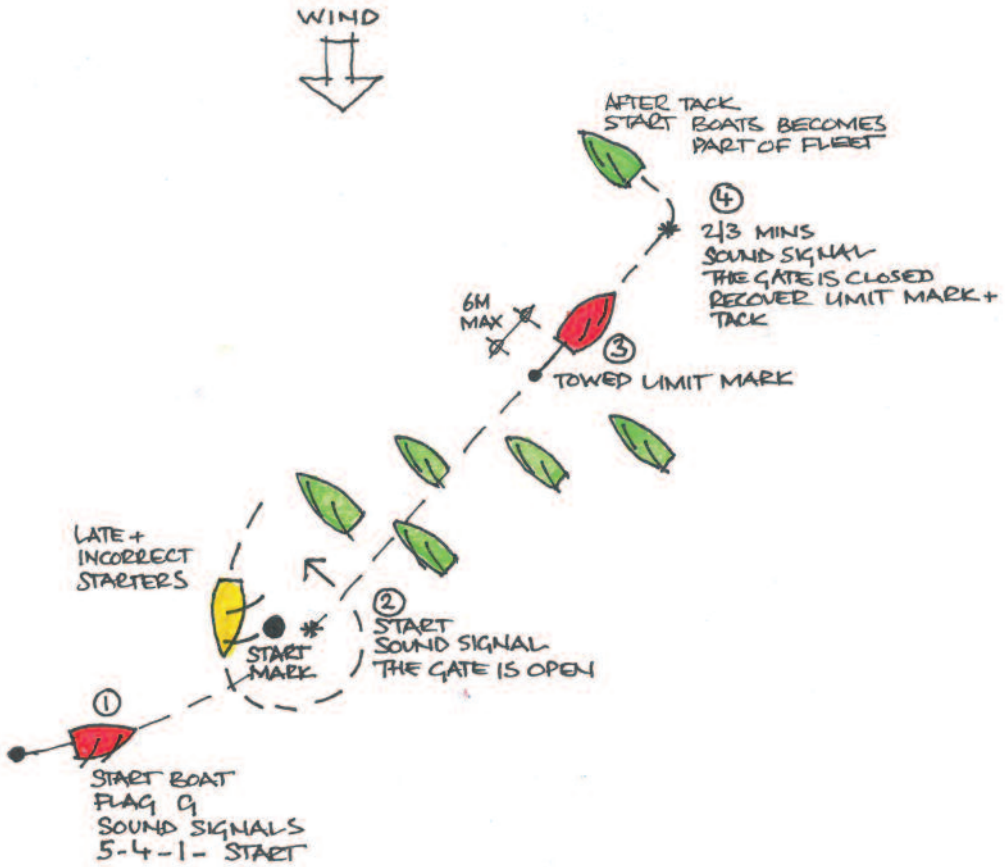 WIND
AFTER TACK
START BOATS BECOMES
PART OF FLEET
4
2/3 MINS
SOUND SIGNAL
THE GATE IS CLOSED
RECOVER LIMIT MARK +
TACK
6M
MAX
3
TOWED LIMIT MARK
LATE +
INCORRECT
STARTERS
2
START
SOUND SIGNAL
THE GATE IS OPEN
START
MARK
1
START BOAT
FLAG G
SOUND SIGNALS
5-4-1- START